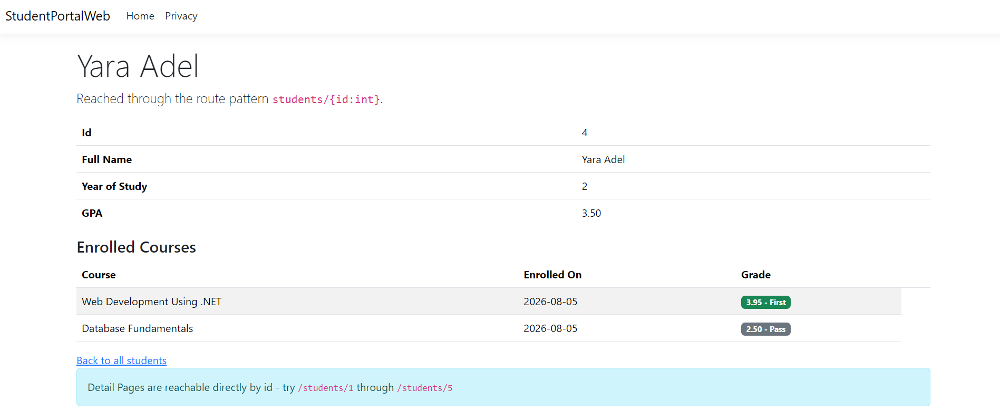 StudentPortalWeb Home Privacy
Yara Adel
Reached through the route pattern students/{id:int}.
Id 4
Full Name Yara Adel
Year of Study 2
GPA 3.50
Enrolled Courses
Course Enrolled On Grade
Web Development Using .NET 2026-08-05 3.95 - First
Database Fundamentals 2026-08-05 2.50 - Pass
Back to all students
Detail Pages are reachable directly by id - try /students/1 through /students/5